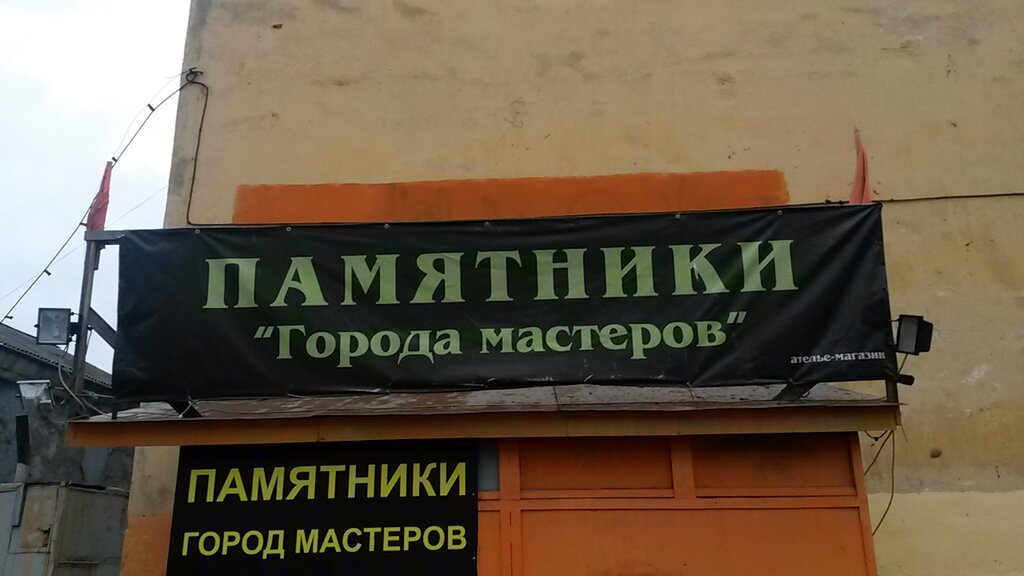 ПАМЯТНИКИ
"Города мастеров"
ателье-магазин
ПАМЯТНИКИ
ГОРОД МАСТЕРОВ